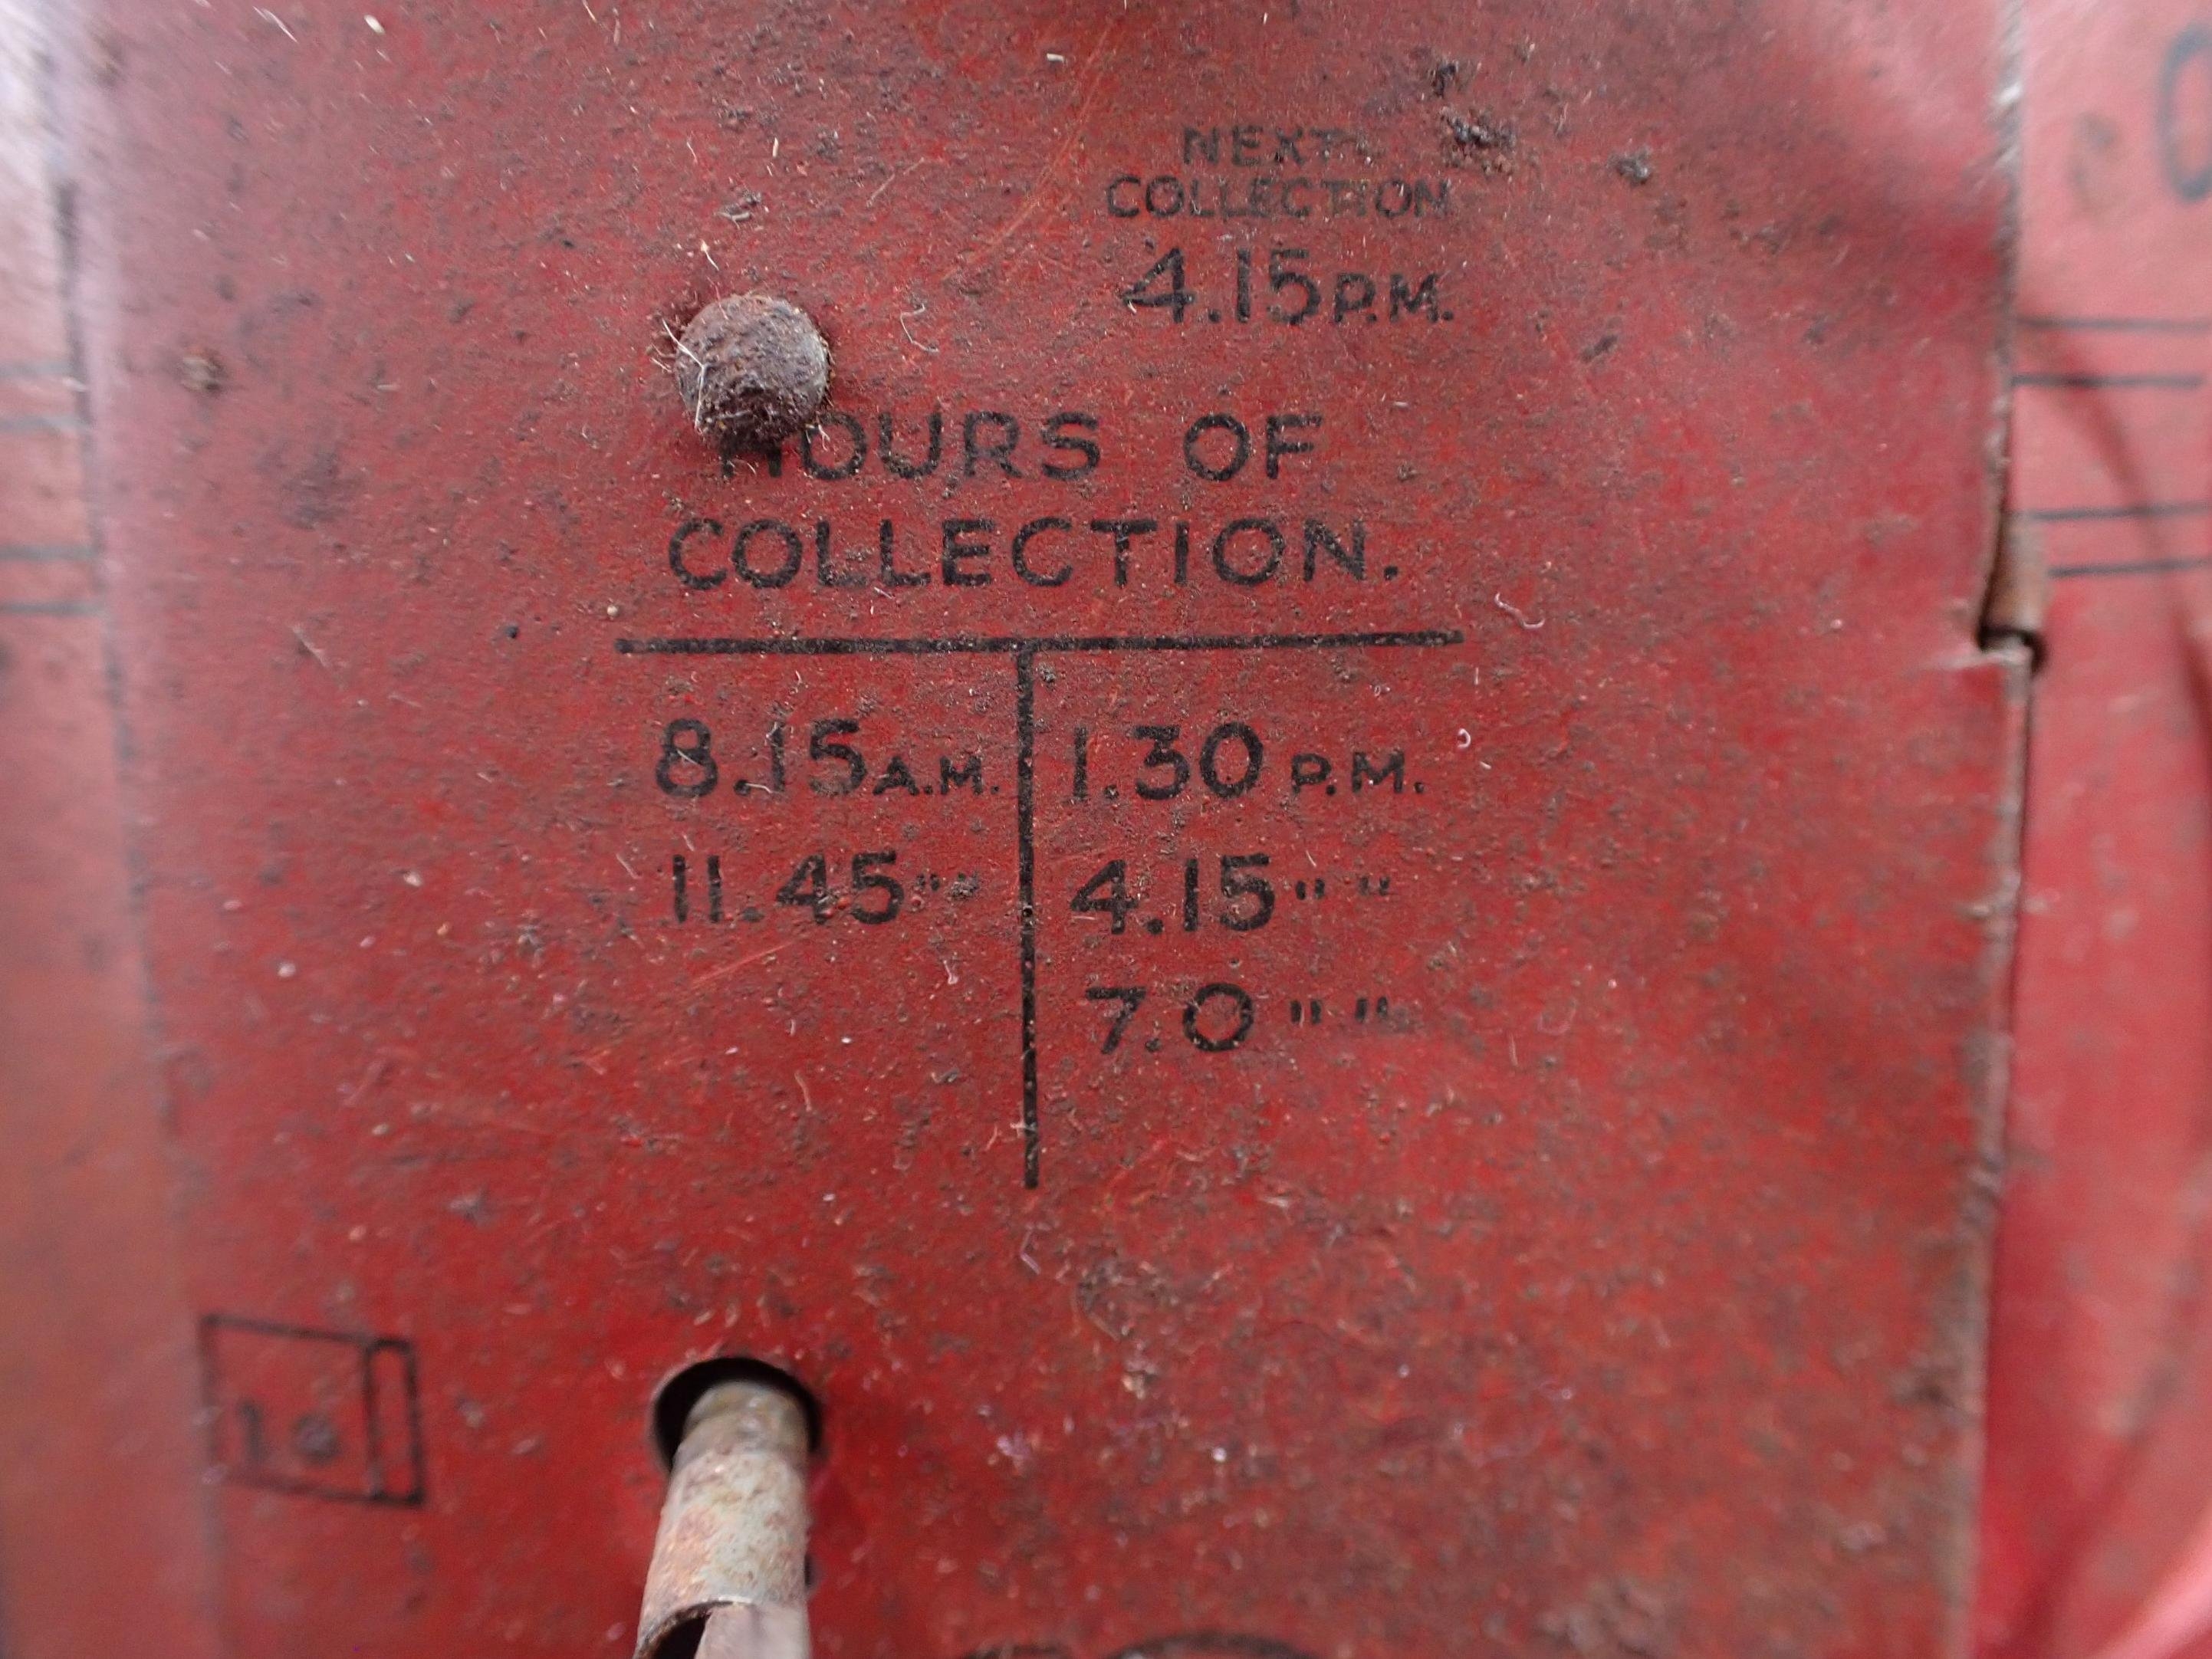 NEXT
COLLECTION
4.15 P.M.
HOURS OF
COLLECTION.
8.15 A.M. 1.30 P.M.
11.45 " " 4.15 " "
7.0 " "